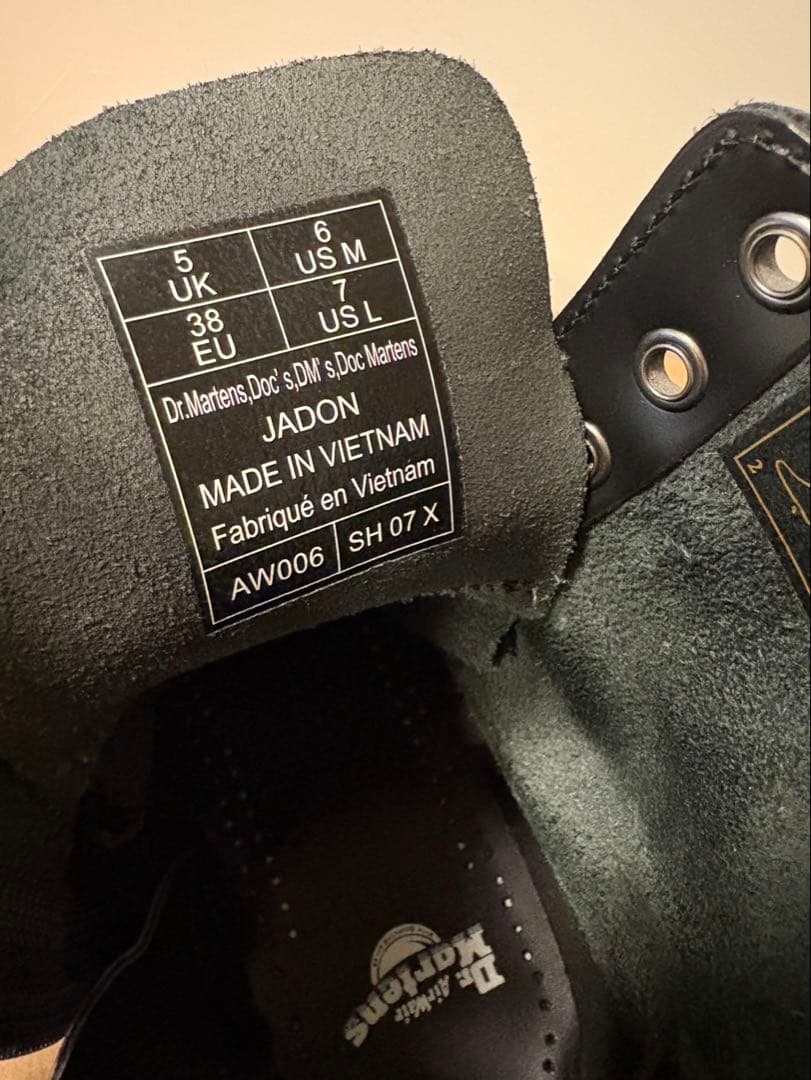 5 UK
6 US M
38 EU
7 US L
Dr.Martens,Doc's,DM's,Doc Martens
JADON
MADE IN VIETNAM
Fabriqué en Vietnam
AW006
SH 07 X
2
Dr.
Martens
AirWair